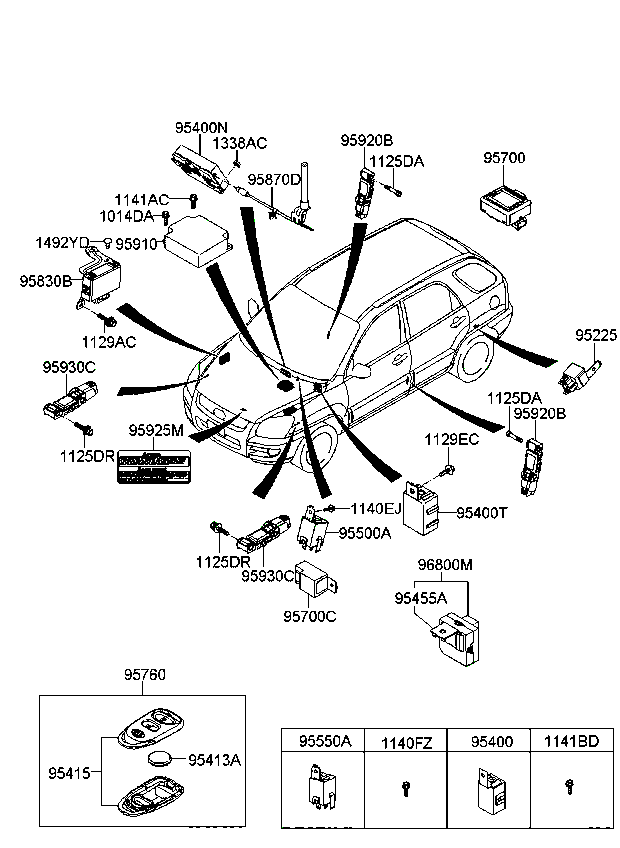 95400N
1338AC
95870D
95920B
1125DA
95700
1141AC
1014DA
95910
1492YD
95830B
1129AC
95930C
1125DR
95925M
95225
1125DA
95920B
1129EC
95400T
1140EJ
95500A
1125DR
95930C
95700C
96800M
95455A
95760
95415
95413A
95550A
1140FZ
95400
1141BD